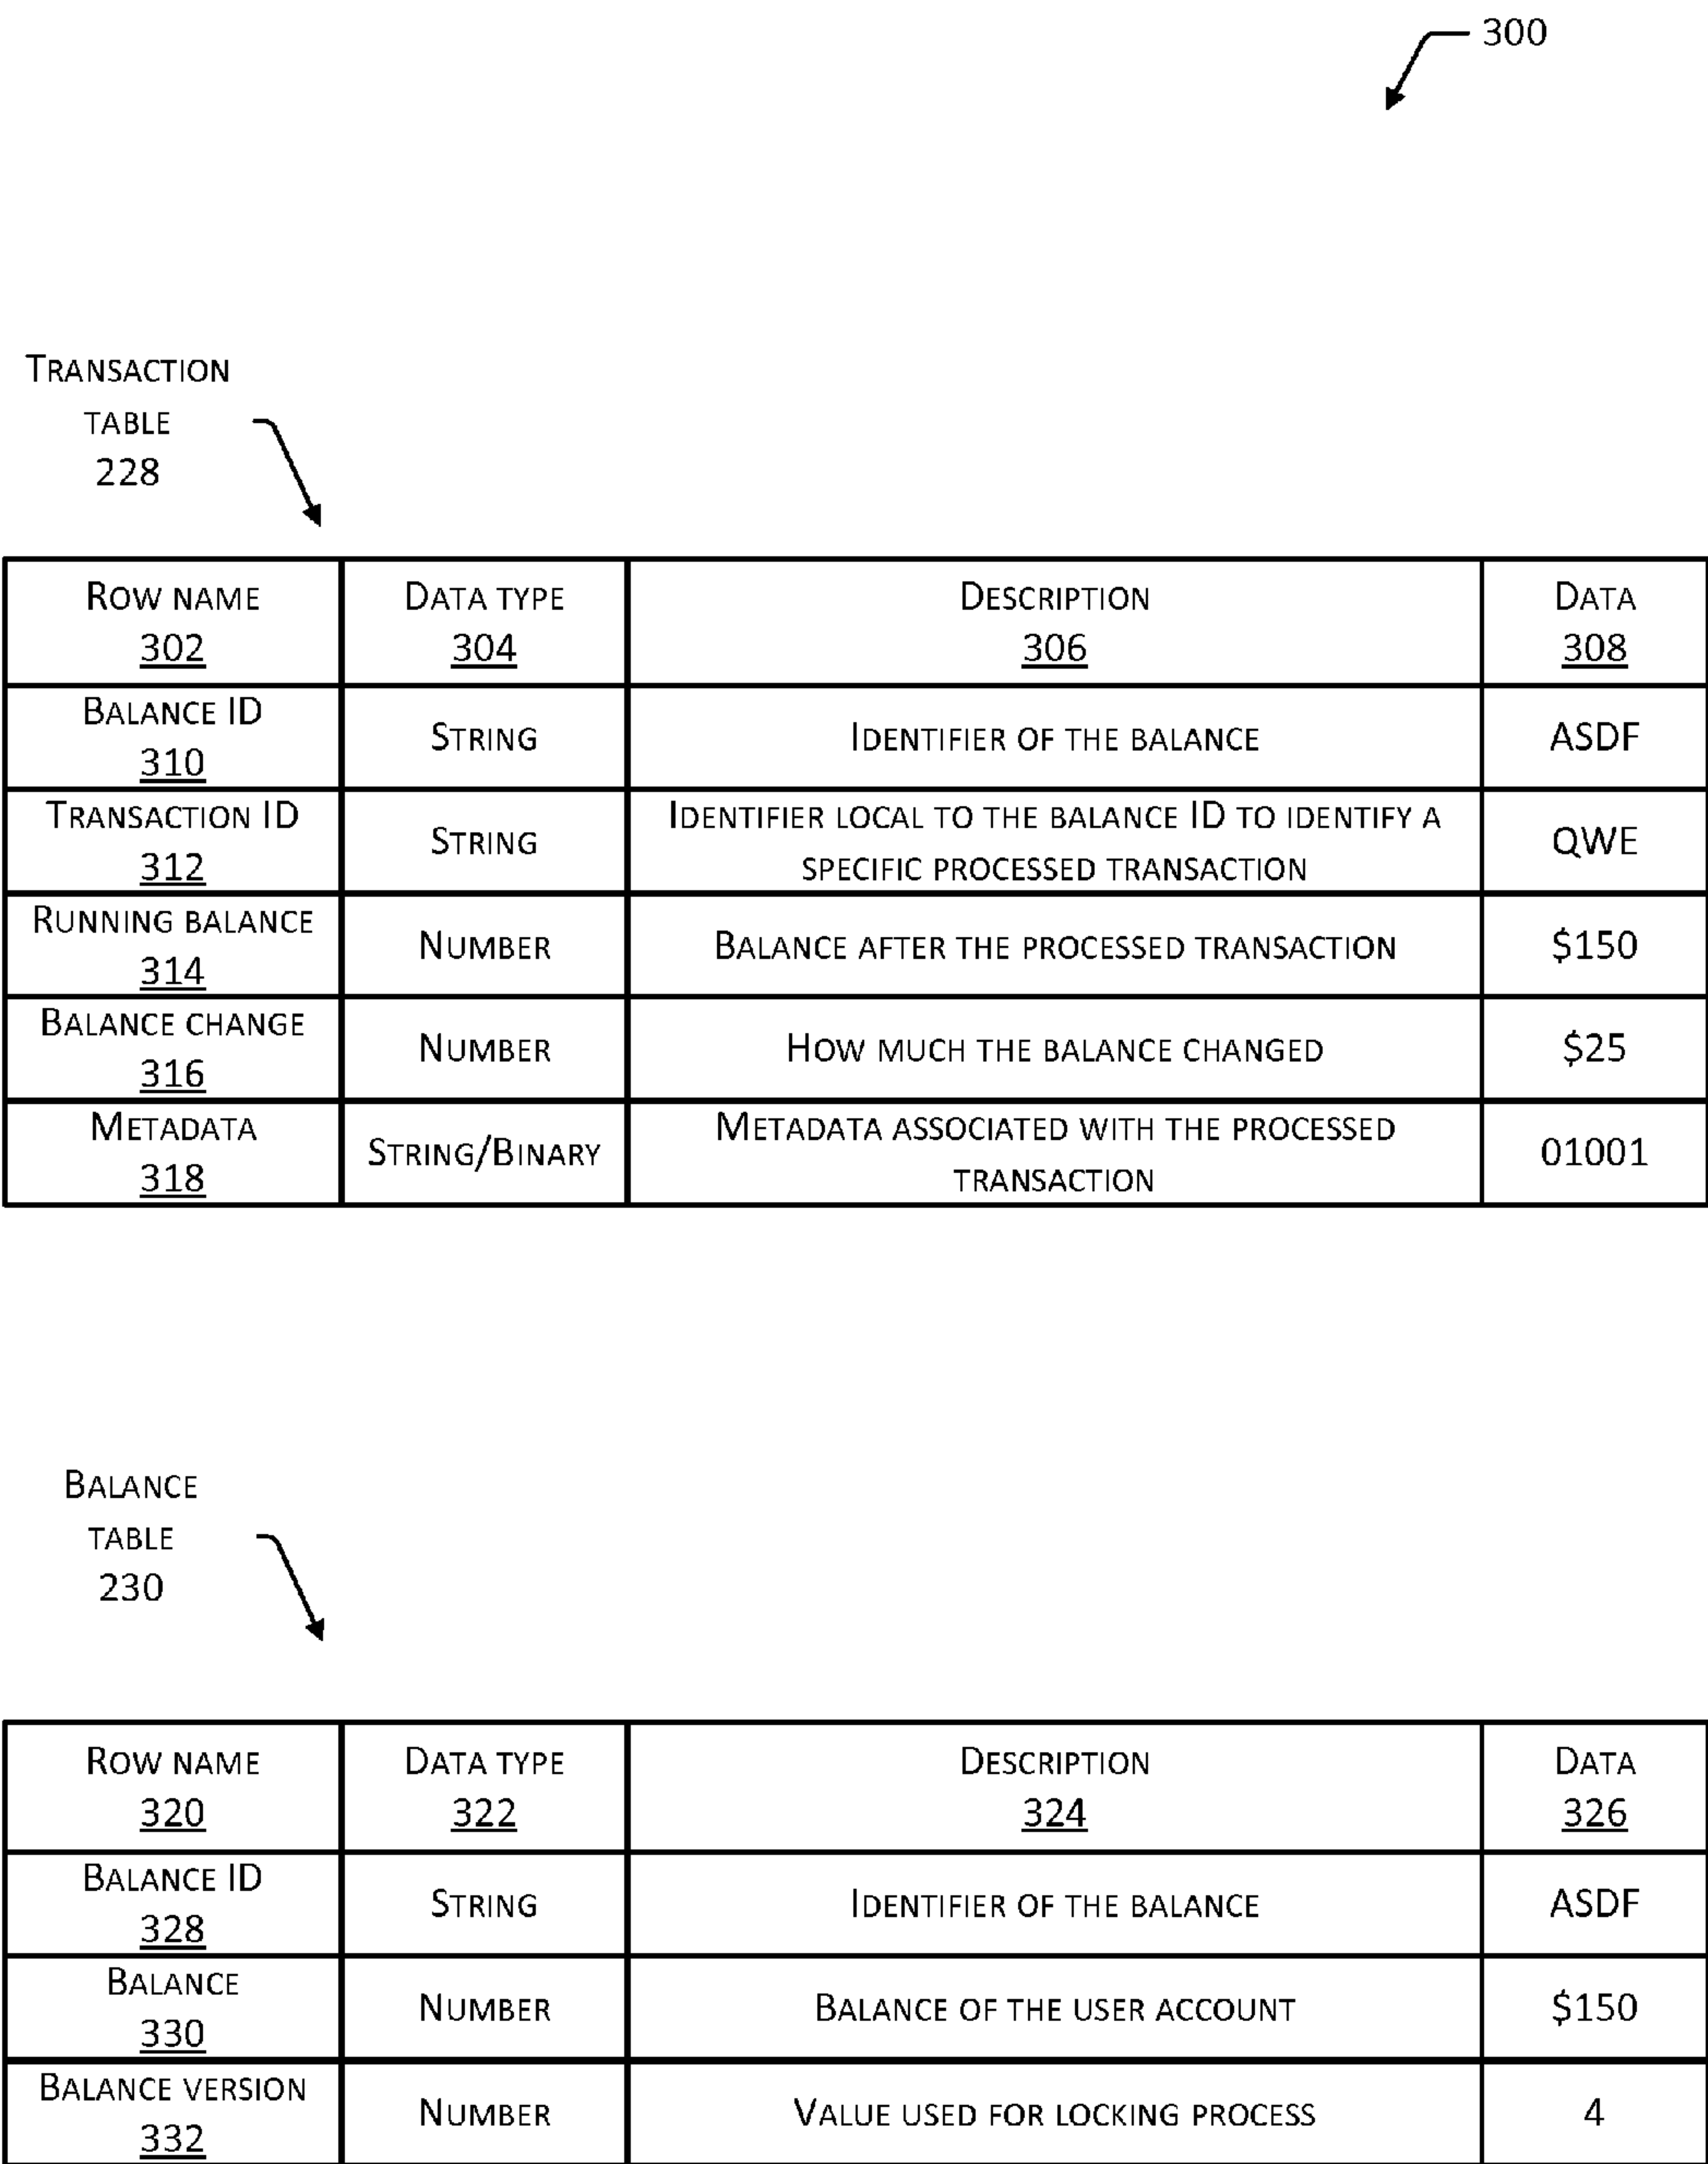 300
Transaction
table
228
Row name
302
Data type
304
Description
306
Data
308
Balance ID
310
String
Identifier of the balance
ASDF
Transaction ID
312
String
Identifier local to the balance ID to identify a
specific processed transaction
QWE
Running balance
314
Number
Balance after the processed transaction
$150
Balance change
316
Number
How much the balance changed
$25
Metadata
318
String/Binary
Metadata associated with the processed
transaction
01001
Balance
table
230
Row name
320
Data type
322
Description
324
Data
326
Balance ID
328
String
Identifier of the balance
ASDF
Balance
330
Number
Balance of the user account
$150
Balance version
332
Number
Value used for locking process
4